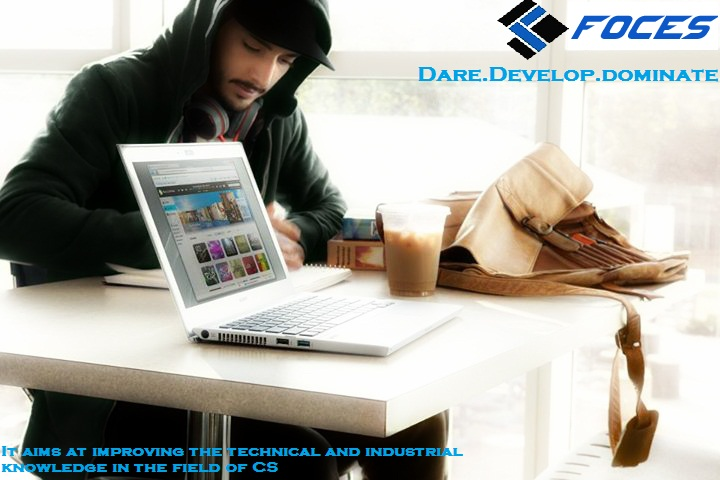 FOCES
Dare.Develop.dominate
It aims at improving the technical and industrial
knowledge in the field of CS